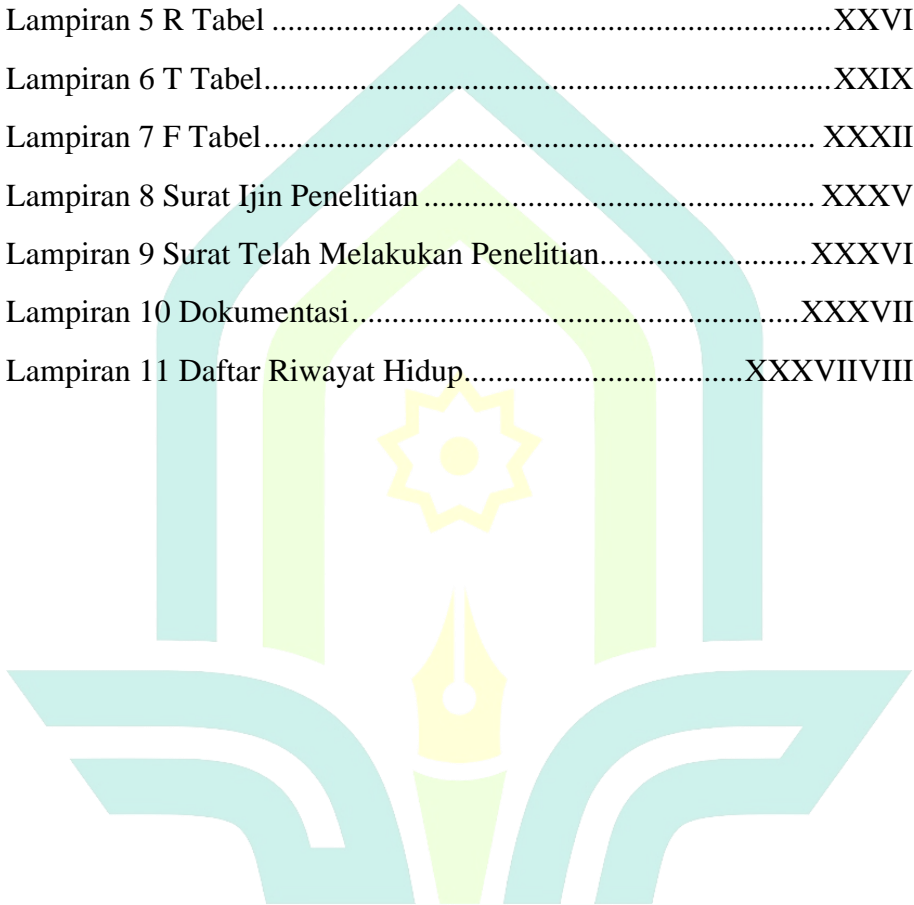 Lampiran 5 R Tabel ....................................................................XXVI
Lampiran 6 T Tabel.....................................................................XXIX
Lampiran 7 F Tabel................................................................... XXXII
Lampiran 8 Surat Ijin Penelitian ................................................ XXXV
Lampiran 9 Surat Telah Melakukan Penelitian.........................XXXVI
Lampiran 10 Dokumentasi.......................................................XXXVII
Lampiran 11 Daftar Riwayat Hidup..................................XXXVIIVIII